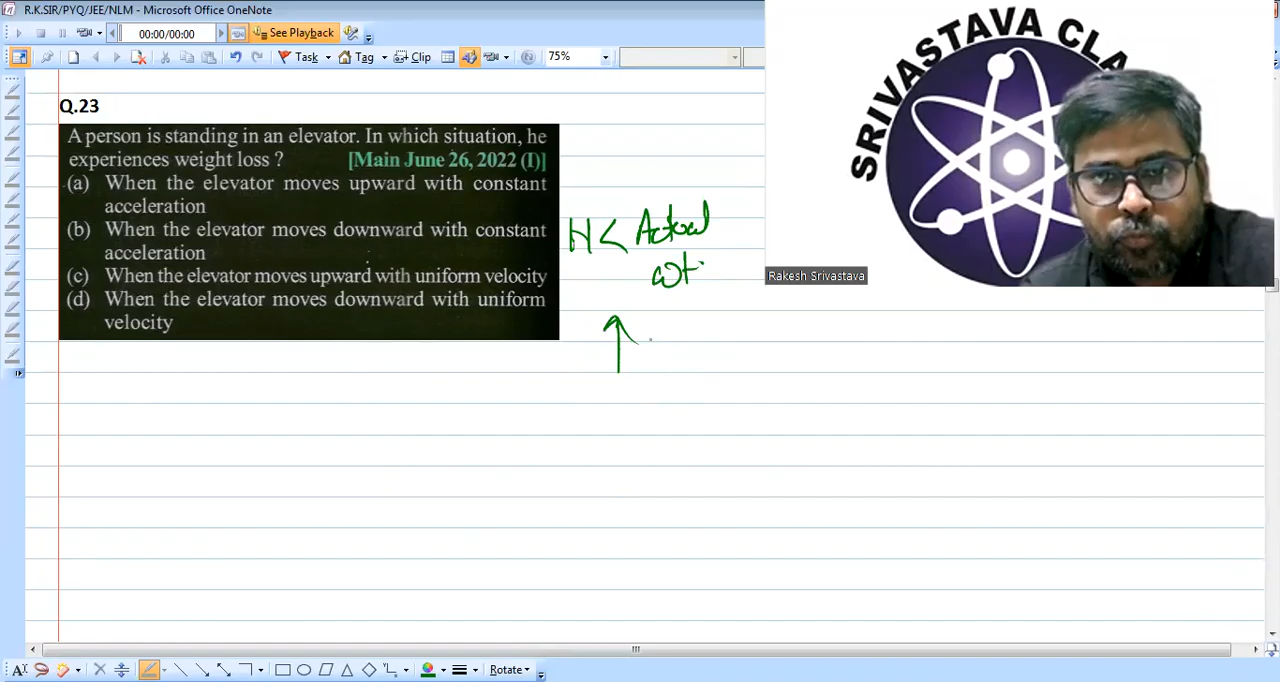 R.K.SIR/PYQ/JEE/NLM - Microsoft Office OneNote
00:00/00:00 See Playback
Task Tag Clip 75%
Q.23
A person is standing in an elevator. In which situation, he
experiences weight loss ? [Main June 26, 2022 (I)]
(a) When the elevator moves upward with constant
acceleration
(b) When the elevator moves downward with constant
acceleration
(c) When the elevator moves upward with uniform velocity
(d) When the elevator moves downward with uniform
velocity
N < Actual
wt.
SRIVASTAVA CLA
Rakesh Srivastava
Rotate